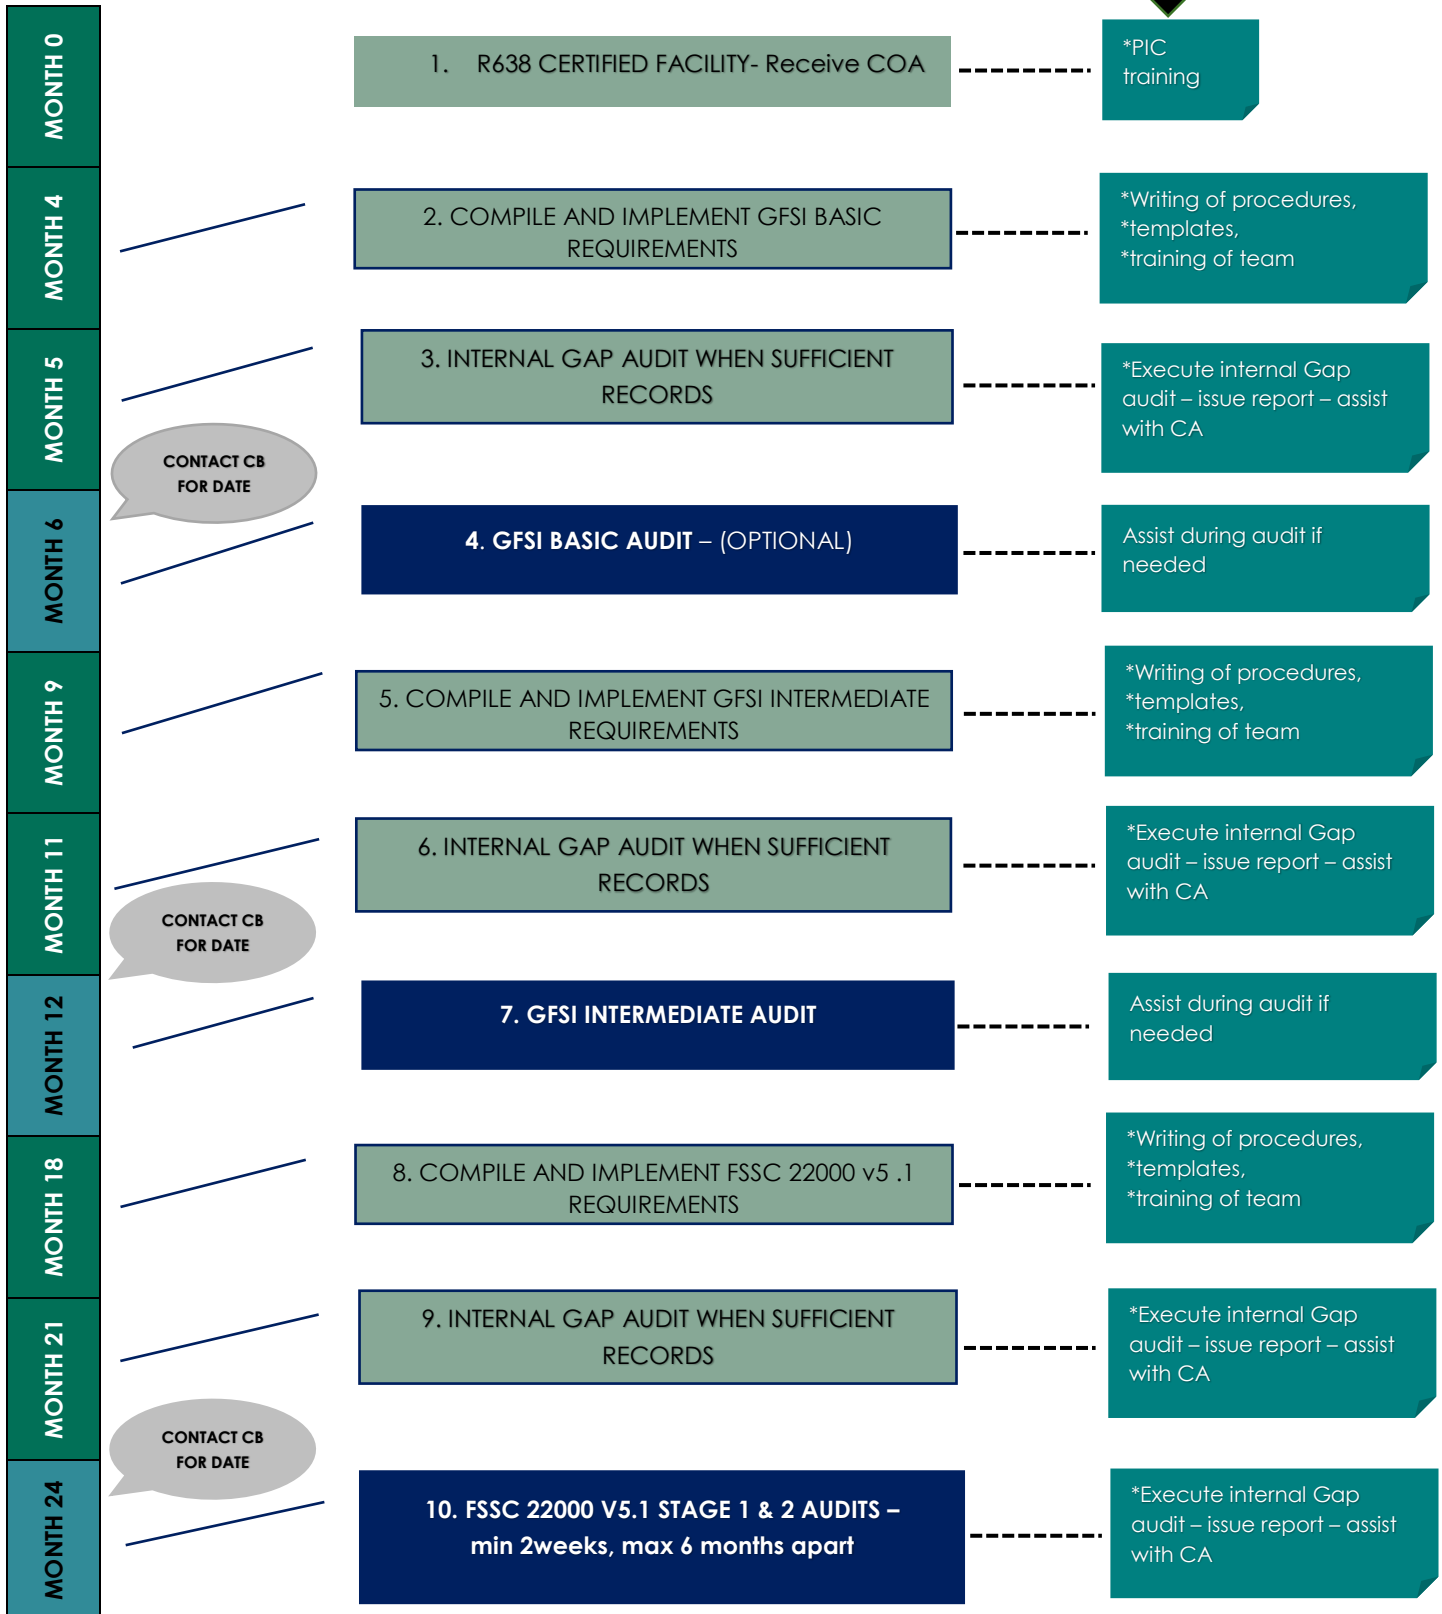 MONTH 0
1. R638 CERTIFIED FACILITY- Receive COA
*PIC
training
MONTH 4
2. COMPILE AND IMPLEMENT GFSI BASIC
REQUIREMENTS
*Writing of procedures,
*templates,
*training of team
MONTH 5
3. INTERNAL GAP AUDIT WHEN SUFFICIENT
RECORDS
*Execute internal Gap
audit – issue report – assist
with CA
CONTACT CB
FOR DATE
MONTH 6
4. GFSI BASIC AUDIT – (OPTIONAL)
Assist during audit if
needed
MONTH 9
5. COMPILE AND IMPLEMENT GFSI INTERMEDIATE
REQUIREMENTS
*Writing of procedures,
*templates,
*training of team
MONTH 11
6. INTERNAL GAP AUDIT WHEN SUFFICIENT
RECORDS
*Execute internal Gap
audit – issue report – assist
with CA
CONTACT CB
FOR DATE
MONTH 12
7. GFSI INTERMEDIATE AUDIT
Assist during audit if
needed
MONTH 18
8. COMPILE AND IMPLEMENT FSSC 22000 v5 .1
REQUIREMENTS
*Writing of procedures,
*templates,
*training of team
MONTH 21
9. INTERNAL GAP AUDIT WHEN SUFFICIENT
RECORDS
*Execute internal Gap
audit – issue report – assist
with CA
CONTACT CB
FOR DATE
MONTH 24
10. FSSC 22000 V5.1 STAGE 1 & 2 AUDITS –
min 2weeks, max 6 months apart
*Execute internal Gap
audit – issue report – assist
with CA